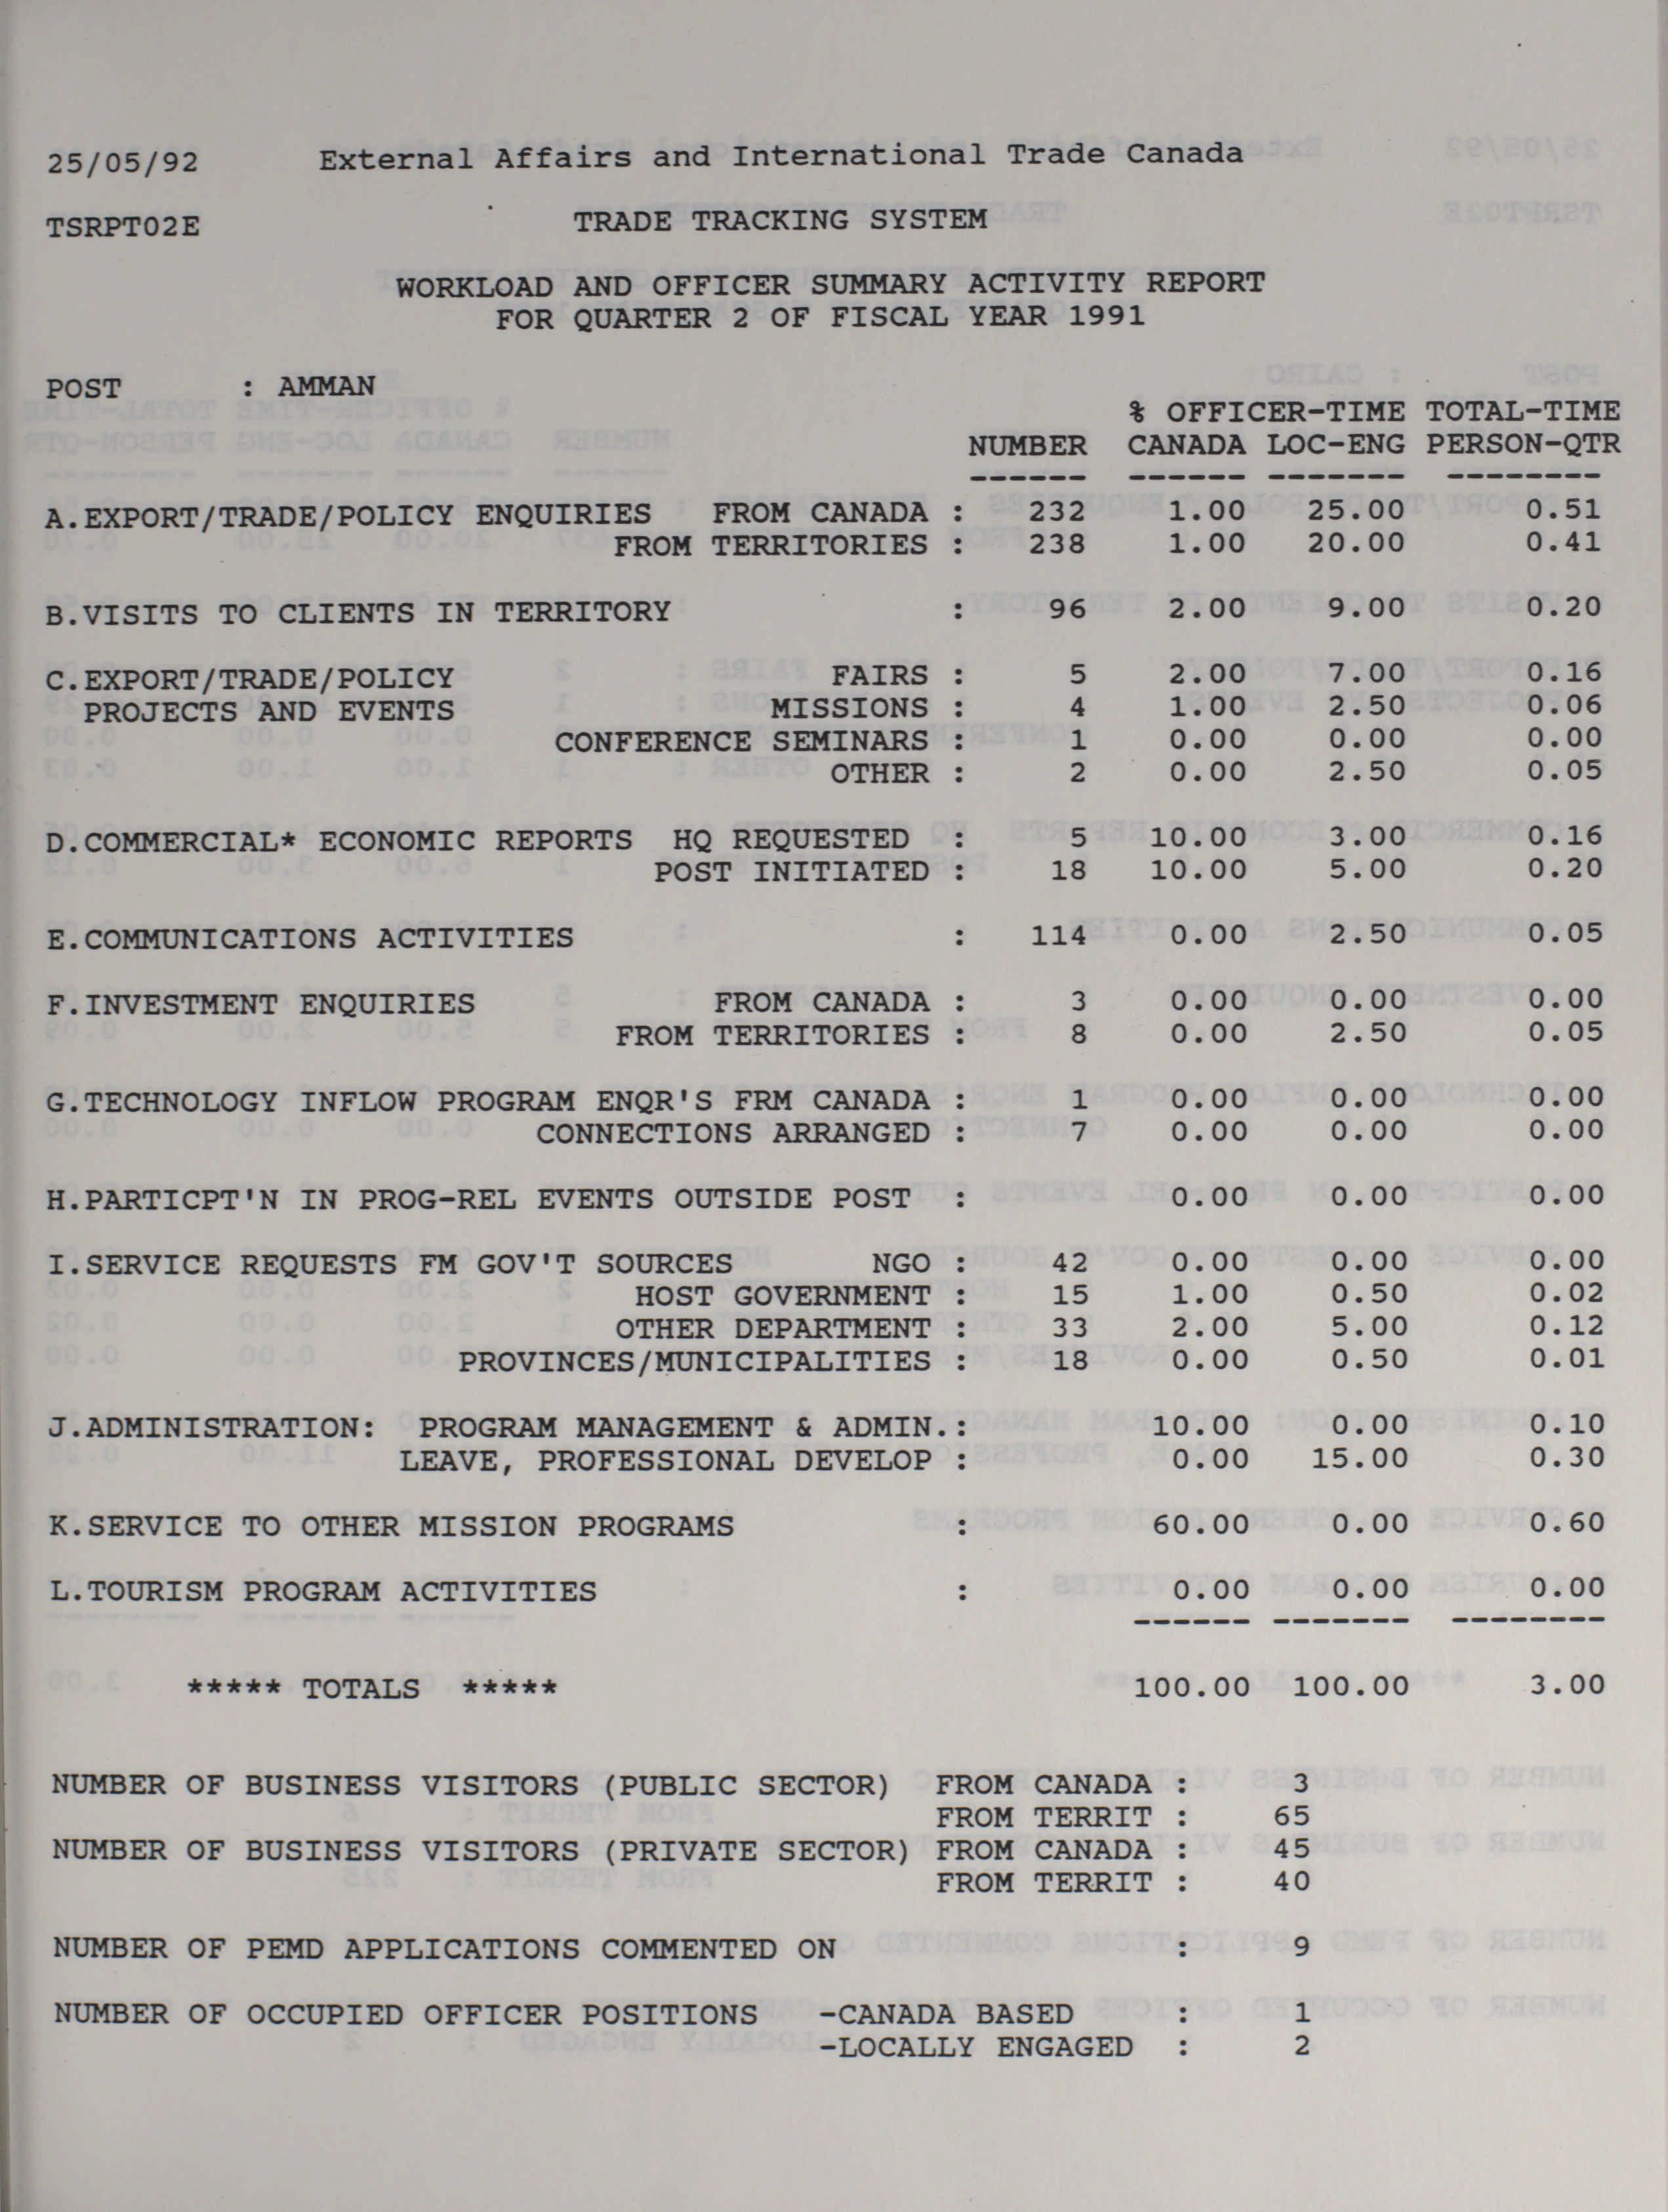 25/05/92 External Affairs and International Trade Canada
TSRPT02E TRADE TRACKING SYSTEM
WORKLOAD AND OFFICER SUMMARY ACTIVITY REPORT
FOR QUARTER 2 OF FISCAL YEAR 1991
POST : AMMAN
% OFFICER-TIME TOTAL-TIME
NUMBER CANADA LOC-ENG PERSON-QTR
------ ------ ------- --------
A.EXPORT/TRADE/POLICY ENQUIRIES FROM CANADA : 232 1.00 25.00 0.51
FROM TERRITORIES : 238 1.00 20.00 0.41
B.VISITS TO CLIENTS IN TERRITORY : 96 2.00 9.00 0.20
C.EXPORT/TRADE/POLICY FAIRS : 5 2.00 7.00 0.16
PROJECTS AND EVENTS MISSIONS : 4 1.00 2.50 0.06
CONFERENCE SEMINARS : 1 0.00 0.00 0.00
OTHER : 2 0.00 2.50 0.05
D.COMMERCIAL* ECONOMIC REPORTS HQ REQUESTED : 5 10.00 3.00 0.16
POST INITIATED : 18 10.00 5.00 0.20
E.COMMUNICATIONS ACTIVITIES : 114 0.00 2.50 0.05
F.INVESTMENT ENQUIRIES FROM CANADA : 3 0.00 0.00 0.00
FROM TERRITORIES : 8 0.00 2.50 0.05
G.TECHNOLOGY INFLOW PROGRAM ENQR'S FRM CANADA : 1 0.00 0.00 0.00
CONNECTIONS ARRANGED : 7 0.00 0.00 0.00
H.PARTICPT'N IN PROG-REL EVENTS OUTSIDE POST : 0.00 0.00 0.00
I.SERVICE REQUESTS FM GOV'T SOURCES NGO : 42 0.00 0.00 0.00
HOST GOVERNMENT : 15 1.00 0.50 0.02
OTHER DEPARTMENT : 33 2.00 5.00 0.12
PROVINCES/MUNICIPALITIES : 18 0.00 0.50 0.01
J.ADMINISTRATION: PROGRAM MANAGEMENT & ADMIN.: 10.00 0.00 0.10
LEAVE, PROFESSIONAL DEVELOP : 0.00 15.00 0.30
K.SERVICE TO OTHER MISSION PROGRAMS : 60.00 0.00 0.60
L.TOURISM PROGRAM ACTIVITIES : 0.00 0.00 0.00
------ ------- --------
***** TOTALS ***** 100.00 100.00 3.00
NUMBER OF BUSINESS VISITORS (PUBLIC SECTOR) FROM CANADA : 3
FROM TERRIT : 65
NUMBER OF BUSINESS VISITORS (PRIVATE SECTOR) FROM CANADA : 45
FROM TERRIT : 40
NUMBER OF PEMD APPLICATIONS COMMENTED ON : 9
NUMBER OF OCCUPIED OFFICER POSITIONS -CANADA BASED : 1
-LOCALLY ENGAGED : 2